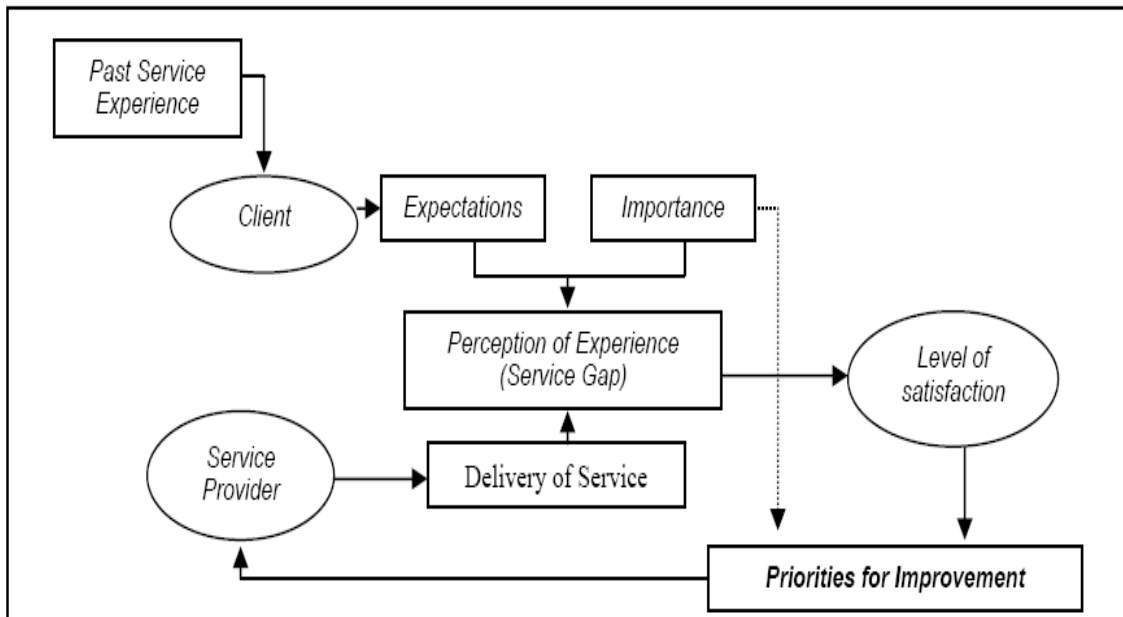 Past Service
Experience
Client
Expectations
Importance
Perception of Experience
(Service Gap)
Level of
satisfaction
Service
Provider
Delivery of Service
Priorities for Improvement